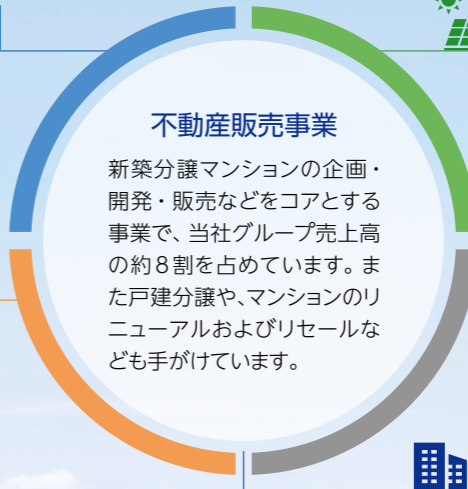 不動産販売事業
新築分譲マンションの企画・
開発・販売などをコアとする
事業で、当社グループ売上高
の約8割を占めています。ま
た戸建分譲や、マンションのリ
ニューアルおよびリセールな
ども手がけています。